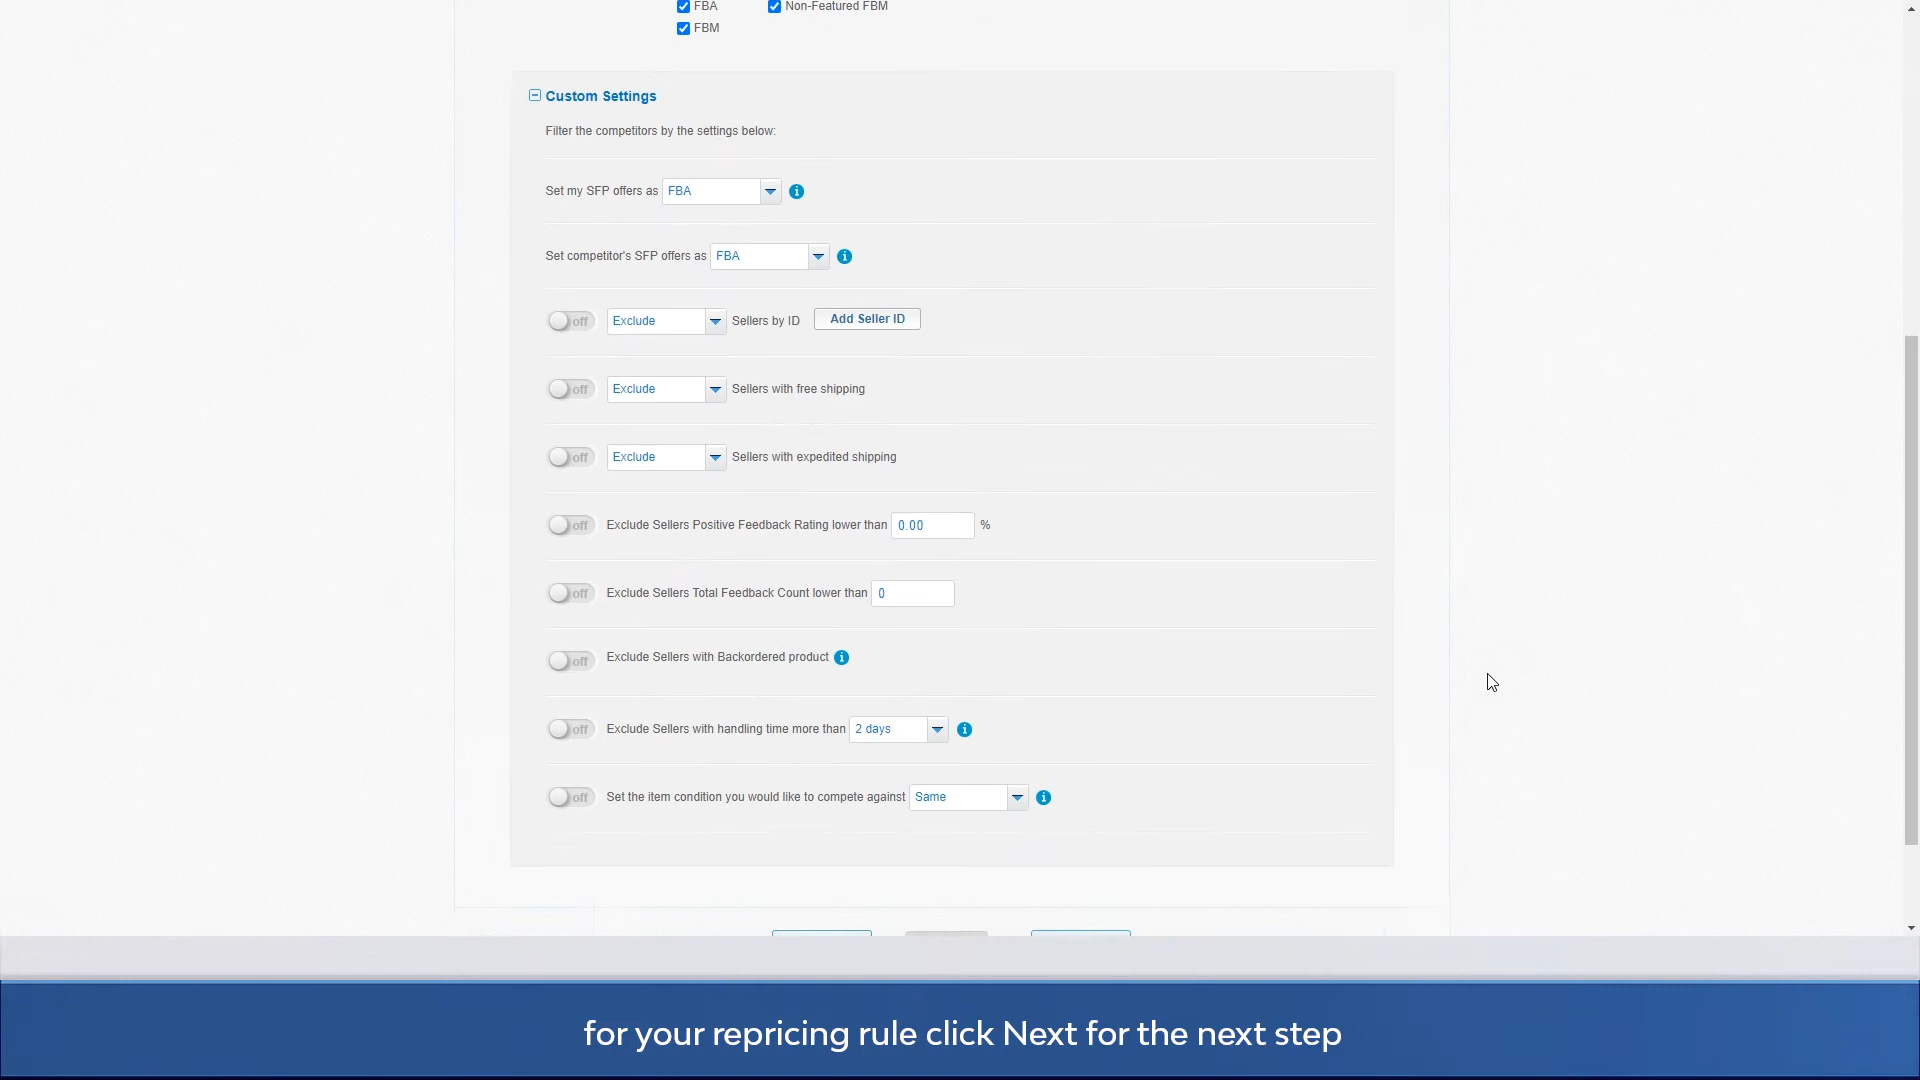 FBA Non-Featured FBM
FBM
Custom Settings
Filter the competitors by the settings below:
Set my SFP offers as FBA
Set competitor's SFP offers as FBA
off Exclude Sellers by ID Add Seller ID
off Exclude Sellers with free shipping
off Exclude Sellers with expedited shipping
off Exclude Sellers Positive Feedback Rating lower than 0.00 %
off Exclude Sellers Total Feedback Count lower than 0
off Exclude Sellers with Backordered product
off Exclude Sellers with handling time more than 2 days
off Set the item condition you would like to compete against Same
for your repricing rule click Next for the next step